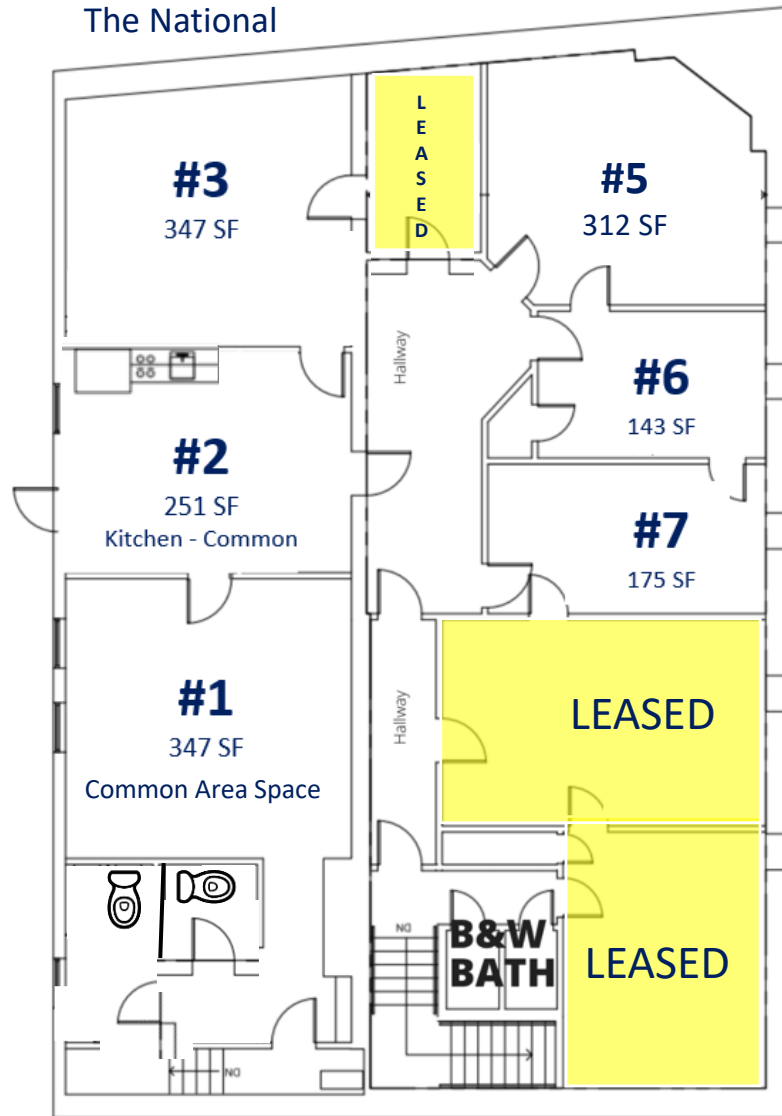 The National
#3
347 SF
L
E
A
S
E
D
#5
312 SF
Hallway
#6
143 SF
#2
251 SF
Kitchen - Common
#7
175 SF
#1
347 SF
Common Area Space
Hallway
LEASED
DN
B&W
BATH
LEASED
DN